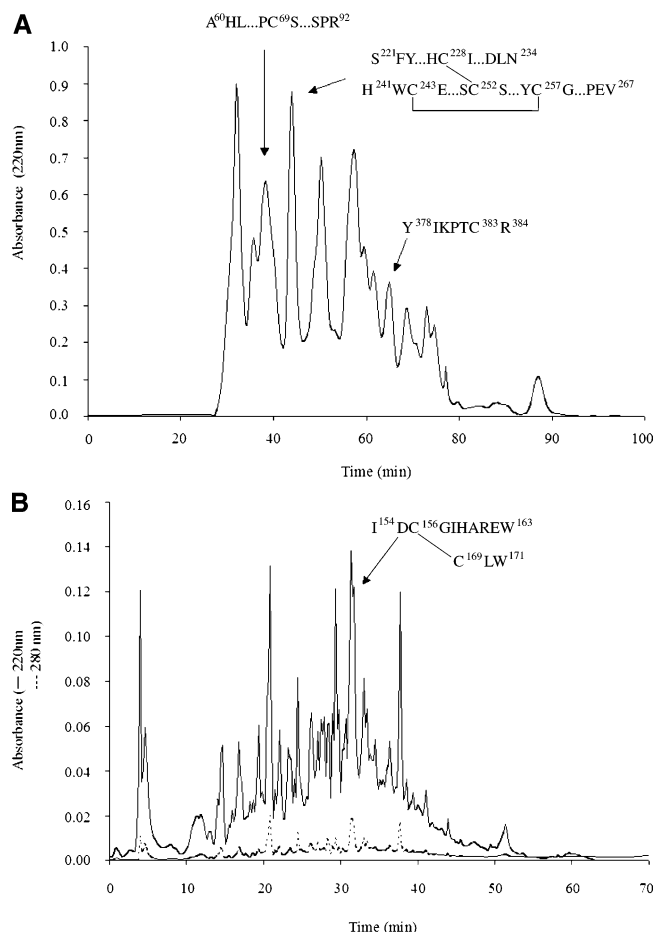 A
A⁶⁰HL...PC⁶⁹S...SPR⁹²
S²²¹FY...HC²²⁸I...DLN²³⁴
H²⁴¹WC²⁴³E...SC²⁵²S...YC²⁵⁷G...PEV²⁶⁷
Y³⁷⁸IKPTC³⁸³R³⁸⁴
Absorbance (220nm)
1.0
0.9
0.8
0.7
0.6
0.5
0.4
0.3
0.2
0.1
0.0
0 20 40 60 80 90 100
Time (min)
B
I¹⁵⁴DC¹⁵⁶GIHAREW¹⁶³
C¹⁶⁹LW¹⁷¹
Absorbance (— 220nm
--- 280 nm)
0.16
0.14
0.12
0.10
0.08
0.06
0.04
0.02
0.00
0 10 20 30 40 50 60 70
Time (min)